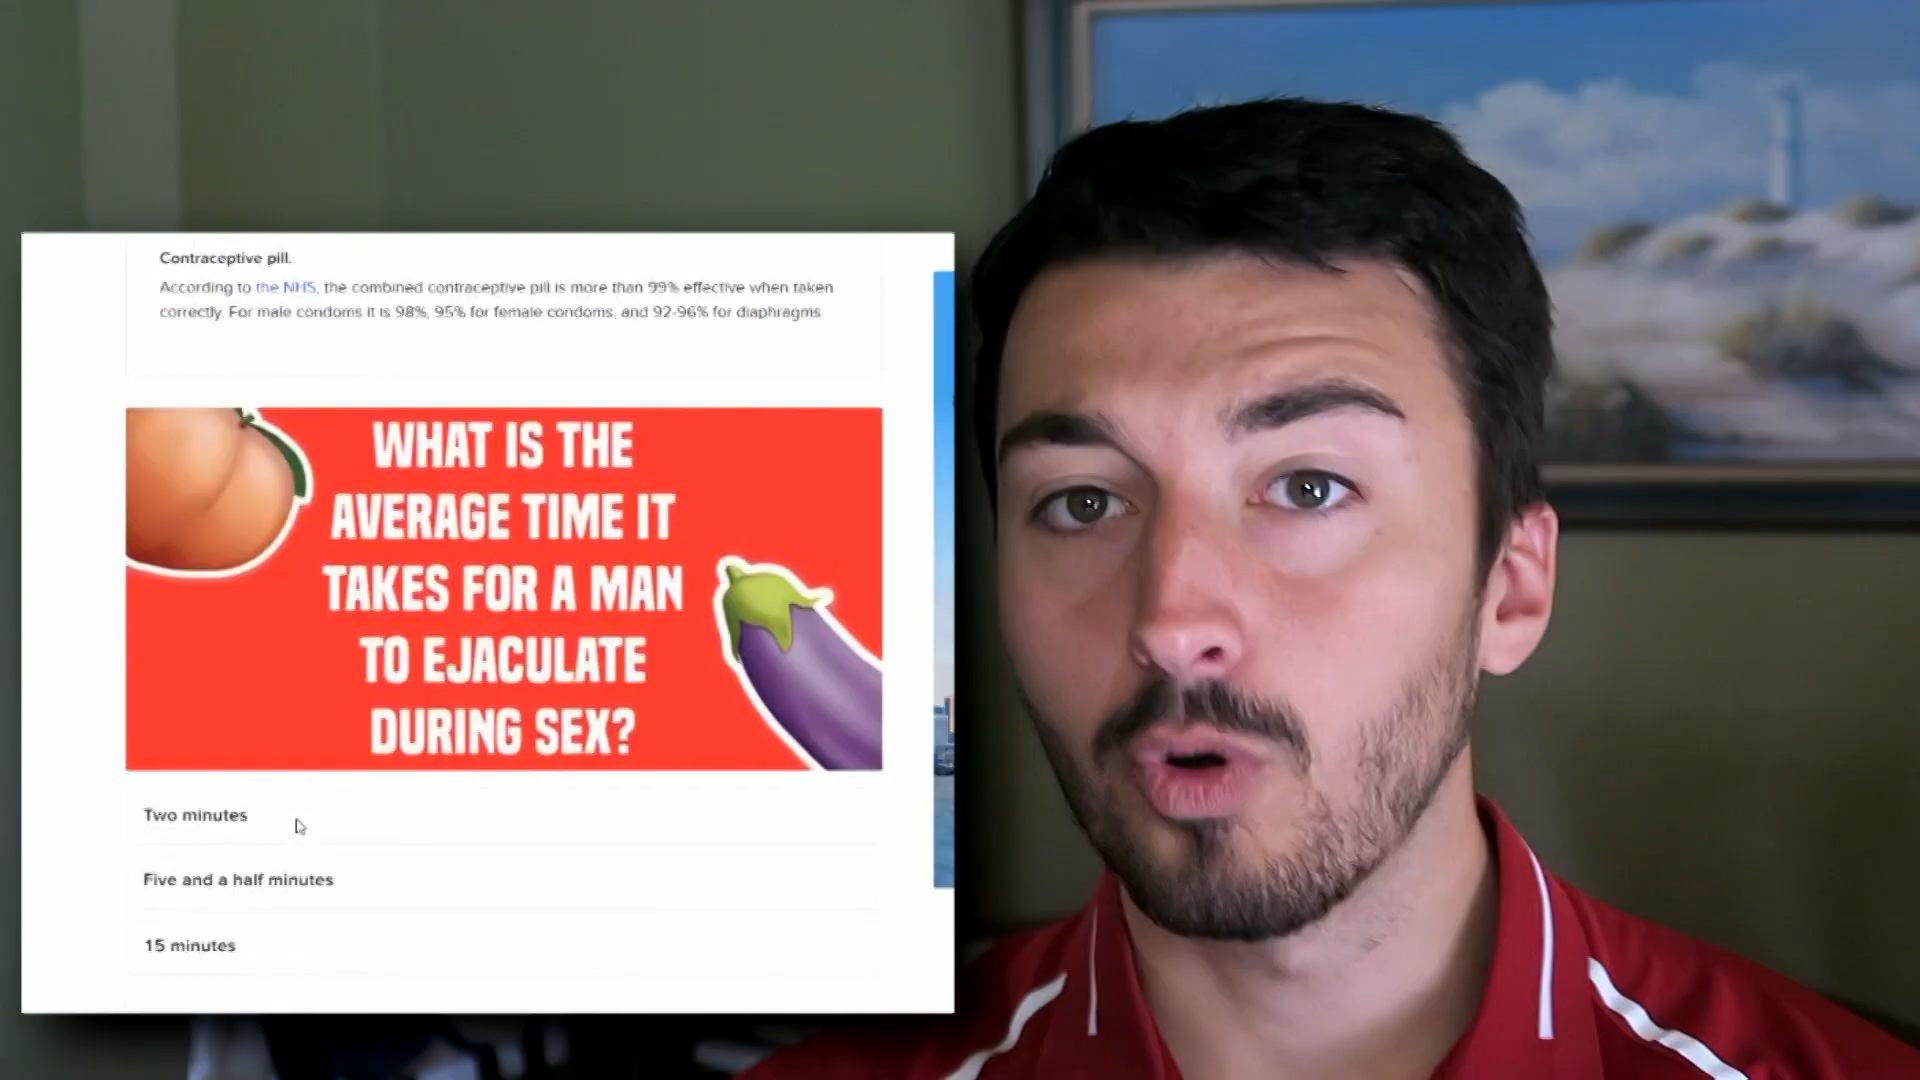 Contraceptive pill.
According to the NHS, the combined contraceptive pill is more than 99% effective when taken
correctly. For male condoms it is 98%, 95% for female condoms, and 92-96% for diaphragms.
WHAT IS THE
AVERAGE TIME IT
TAKES FOR A MAN
TO EJACULATE
DURING SEX?
Two minutes
Five and a half minutes
15 minutes